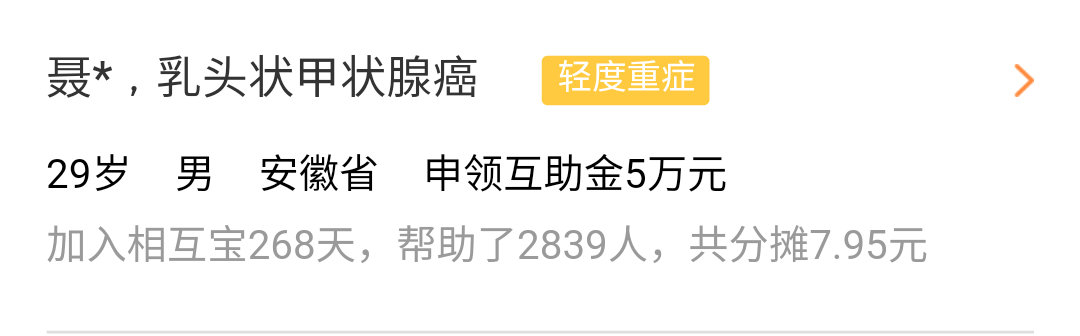 聂*，乳头状甲状腺癌 轻度重症
29岁 男 安徽省 申领互助金5万元
加入相互宝268天，帮助了2839人，共分摊7.95元